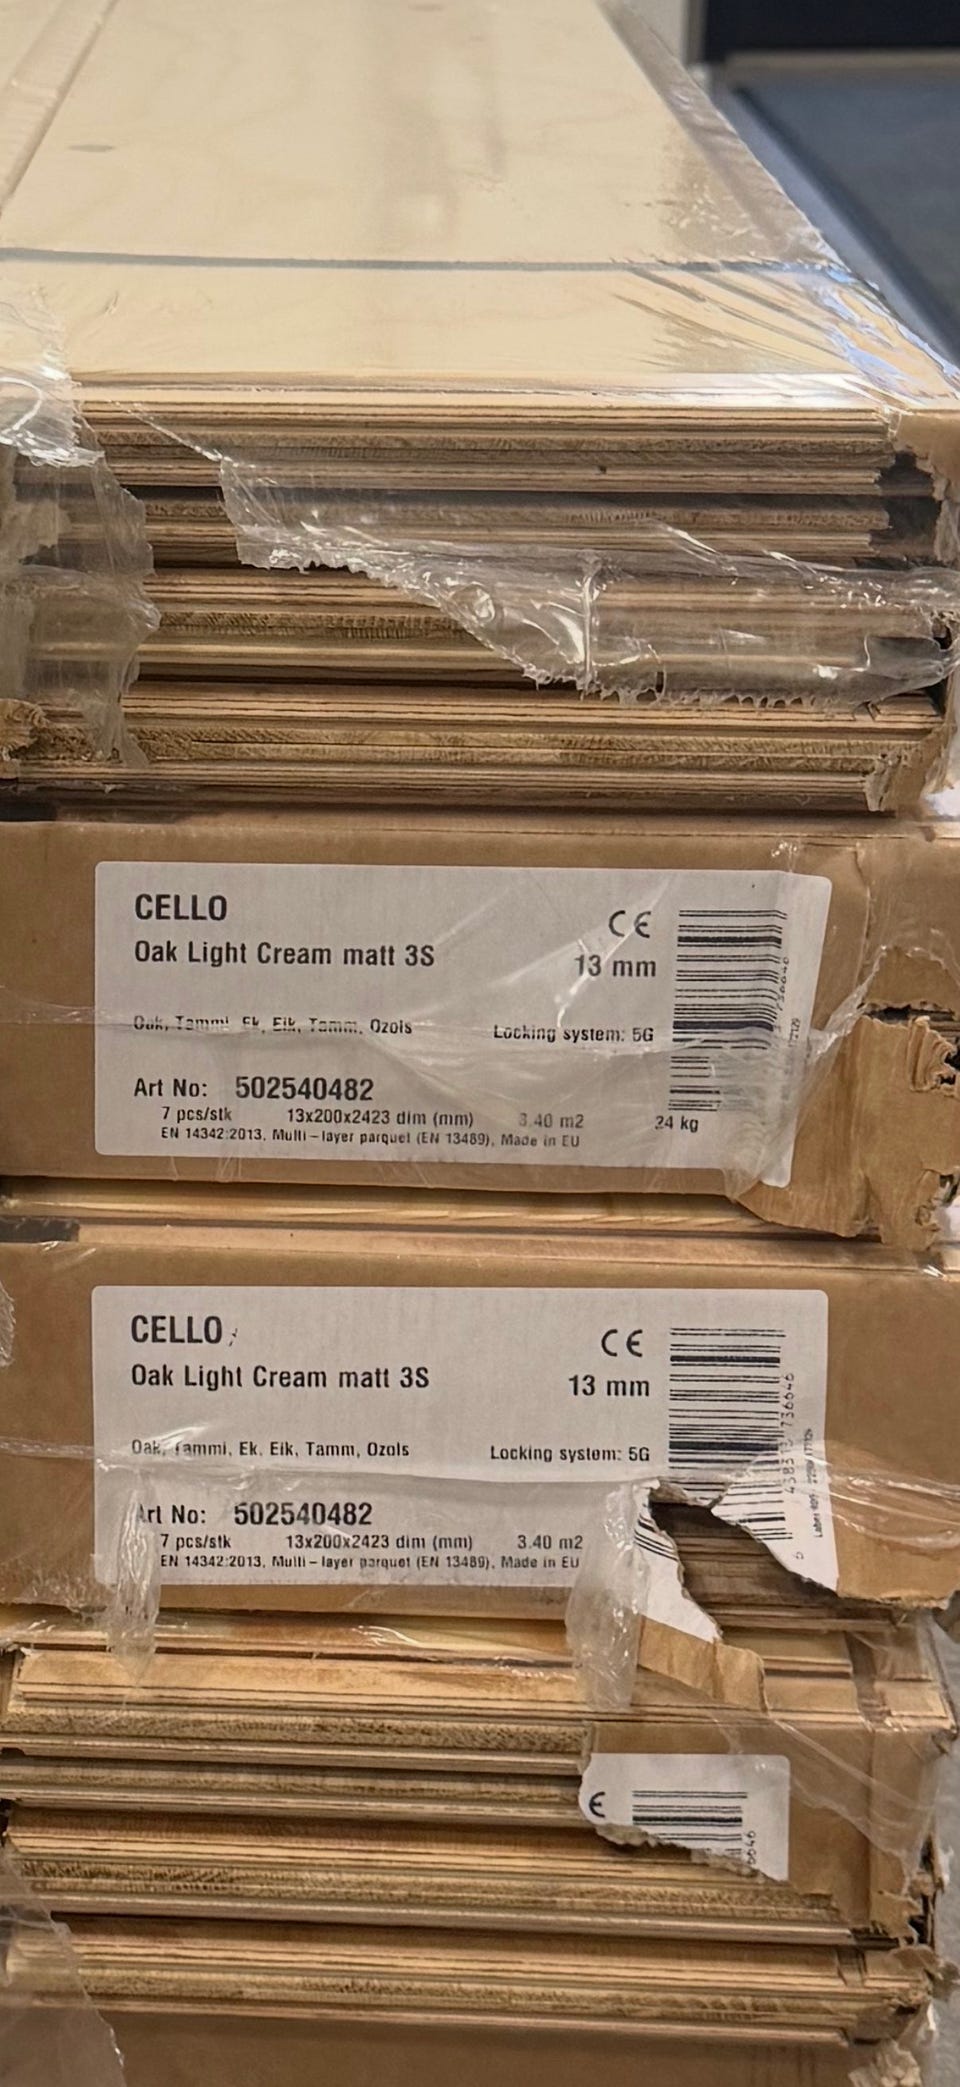 CELLO
Oak Light Cream matt 3S
CE
13 mm
Oak, Tammi, Ek, Eik, Tamm, Ozols
Locking system: 5G
Art No: 502540482
7 pcs/stk 13x200x2423 dim (mm) 3.40 m2 24 kg
EN 14342:2013, Multi-layer parquet (EN 13489), Made in EU
CELLO
Oak Light Cream matt 3S
CE
13 mm
Oak, Tammi, Ek, Eik, Tamm, Ozols
Locking system: 5G
Art No: 502540482
7 pcs/stk 13x200x2423 dim (mm) 3.40 m2
EN 14342:2013, Multi-layer parquet (EN 13489), Made in EU
736646
E
6646